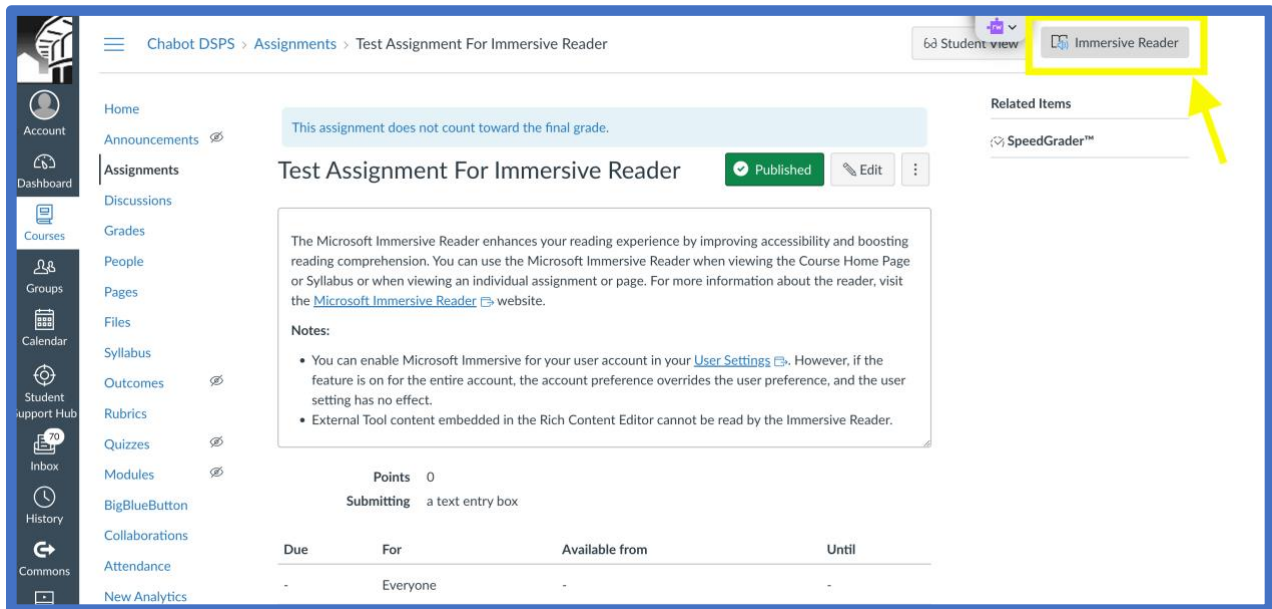 Chabot DSPS > Assignments > Test Assignment For Immersive Reader
Student View
Immersive Reader
Account
Dashboard
Courses
Groups
Calendar
Student
Support Hub
70
Inbox
History
Commons
Home
Announcements
Assignments
Discussions
Grades
People
Pages
Files
Syllabus
Outcomes
Rubrics
Quizzes
Modules
BigBlueButton
Collaborations
Attendance
New Analytics
This assignment does not count toward the final grade.
Test Assignment For Immersive Reader
Published
Edit
The Microsoft Immersive Reader enhances your reading experience by improving accessibility and boosting
reading comprehension. You can use the Microsoft Immersive Reader when viewing the Course Home Page
or Syllabus or when viewing an individual assignment or page. For more information about the reader, visit
the Microsoft Immersive Reader website.
Notes:
• You can enable Microsoft Immersive for your user account in your User Settings. However, if the
feature is on for the entire account, the account preference overrides the user preference, and the user
setting has no effect.
• External Tool content embedded in the Rich Content Editor cannot be read by the Immersive Reader.
Points 0
Submitting a text entry box
Due For Available from Until
- Everyone - -
Related Items
SpeedGrader™